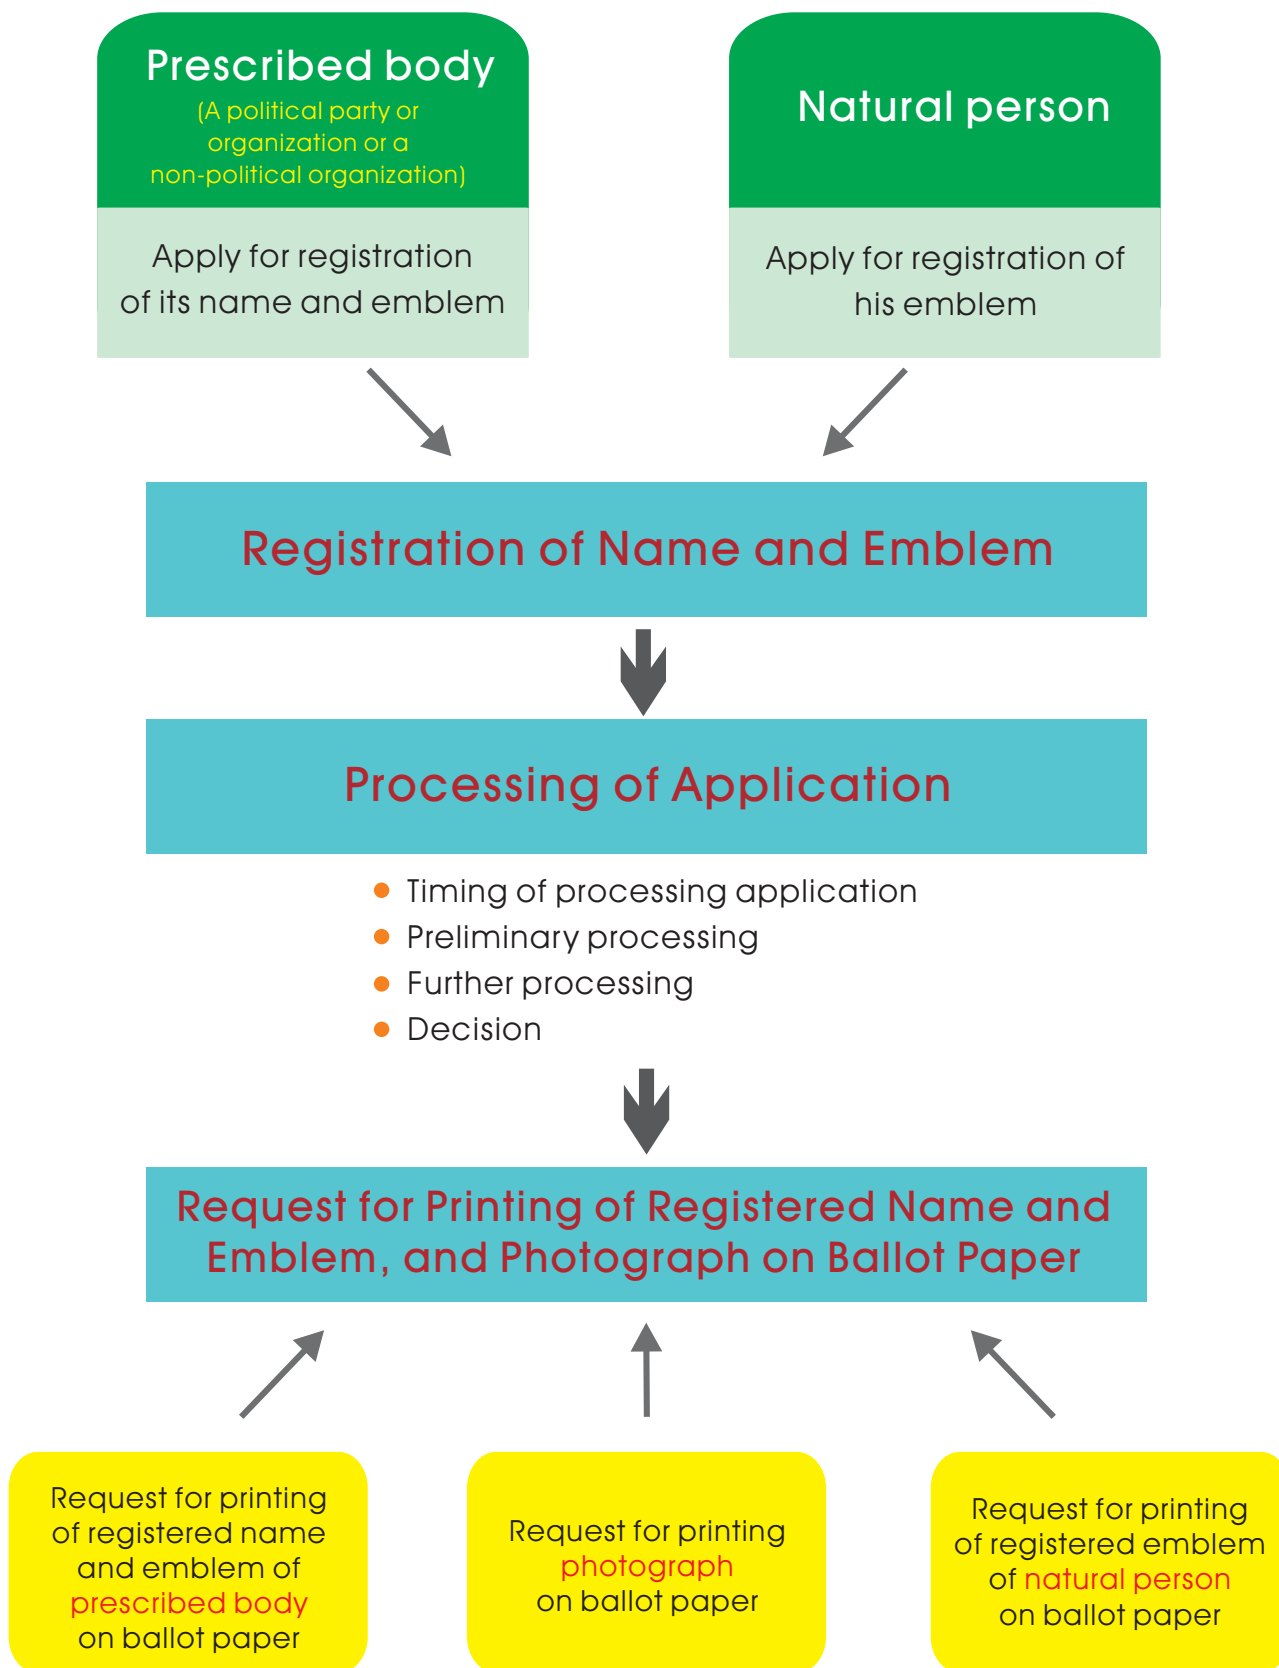 Prescribed body
(A political party or
organization or a
non-political organization)
Apply for registration
of its name and emblem
Natural person
Apply for registration of
his emblem
Registration of Name and Emblem
Processing of Application
Timing of processing application
Preliminary processing
Further processing
Decision
Request for Printing of Registered Name and
Emblem, and Photograph on Ballot Paper
Request for printing
of registered name
and emblem of
prescribed body
on ballot paper
Request for printing
photograph
on ballot paper
Request for printing
of registered emblem
of natural person
on ballot paper